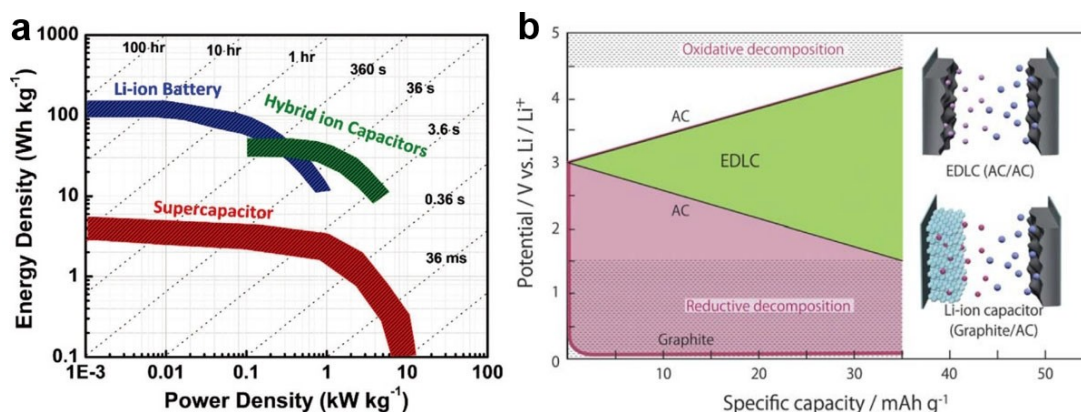 a
Energy Density (Wh kg⁻¹)
1000
100
10
1
0.1
1E-3
0.01
0.1
1
10
100
Power Density (kW kg⁻¹)
100 hr
10 hr
1 hr
360 s
36 s
3.6 s
0.36 s
36 ms
Li-ion Battery
Hybrid ion Capacitors
Supercapacitor
b
Potential / V vs. Li / Li⁺
5
4
3
2
1
0
10
20
30
40
50
Specific capacity / mAh g⁻¹
Oxidative decomposition
AC
EDLC
AC
Reductive decomposition
Graphite
EDLC (AC/AC)
Li-ion capacitor
(Graphite/AC)